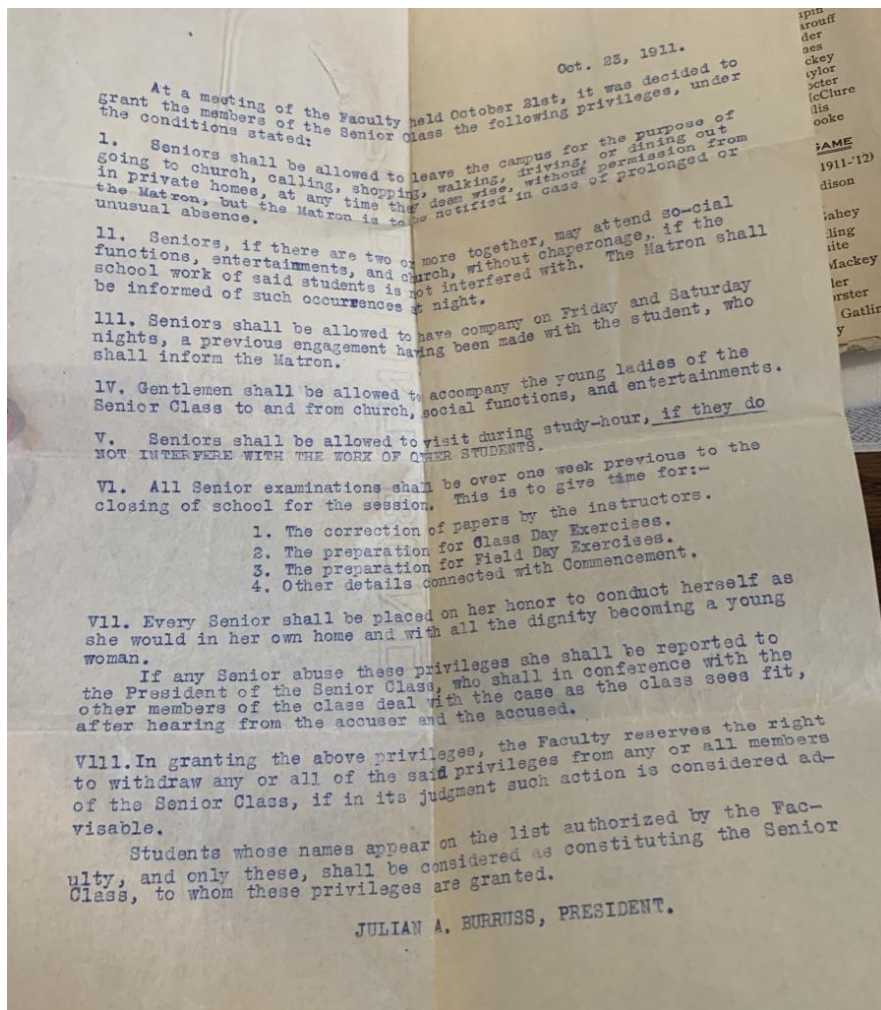 Oct. 23, 1911.
At a meeting of the Faculty held October 21st, it was decided to
grant the members of the Senior Class the following privileges, under
the conditions stated:
1. Seniors shall be allowed to leave the campus for the purpose of
going to church, calling, shopping, walking, driving, or dining out
in private homes, at any time they deem wise, without permission from
the Matron, but the Matron is to be notified in case of prolonged or
unusual absence.
11. Seniors, if there are two or more together, may attend so-cial
functions, entertainments, and church, without chaperonage, if the
school work of said students is not interfered with. The Matron shall
be informed of such occurrences at night.
111. Seniors shall be allowed to have company on Friday and Saturday
nights, a previous engagement having been made with the student, who
shall inform the Matron.
1V. Gentlemen shall be allowed to accompany the young ladies of the
Senior Class to and from church, social functions, and entertainments.
V. Seniors shall be allowed to visit during study-hour, if they do
NOT INTERFERE WITH THE WORK OF OTHER STUDENTS.
V1. All Senior examinations shall be over one week previous to the
closing of school for the session. This is to give time for:-
1. The correction of papers by the instructors.
2. The preparation for Class Day Exercises.
3. The preparation for Field Day Exercises.
4. Other details connected with Commencement.
V11. Every Senior shall be placed on her honor to conduct herself as
she would in her own home and with all the dignity becoming a young
woman.
If any Senior abuse these privileges she shall be reported to
the President of the Senior Class, who shall in conference with the
other members of the class deal with the case as the class sees fit,
after hearing from the accuser and the accused.
V111. In granting the above privileges, the Faculty reserves the right
to withdraw any or all of the said privileges from any or all members
of the Senior Class, if in its judgment such action is considered ad-
visable.
Students whose names appear on the list authorized by the Fac-
ulty, and only these, shall be considered as constituting the Senior
Class, to whom these privileges are granted.
JULIAN A. BURRUSS, PRESIDENT.
arouff
der
nes
ckey
aylor
octer
McClure
llis
ooke
GAME
1911-'12)
dison
ahey
ling
ite
Mackey
ler
orster
Gatlin
y